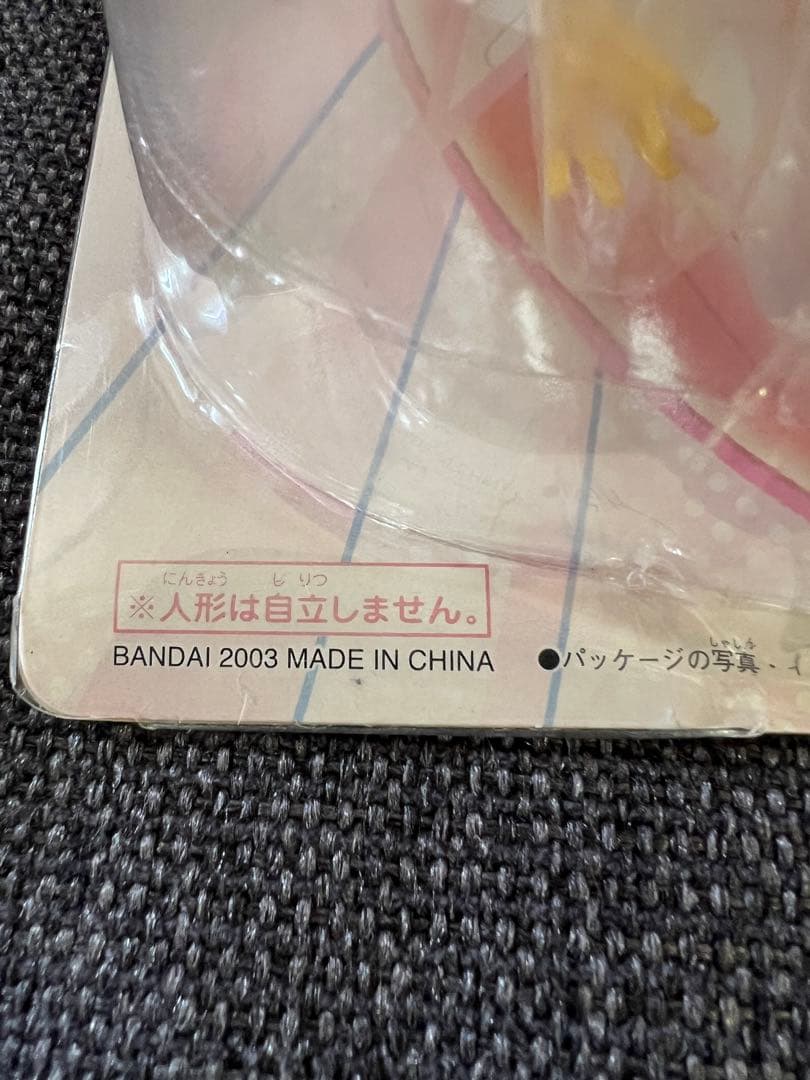 にんぎょう じりつ
※人形は自立しません。
BANDAI 2003 MADE IN CHINA
しゃしん
●パッケージの写真・イ